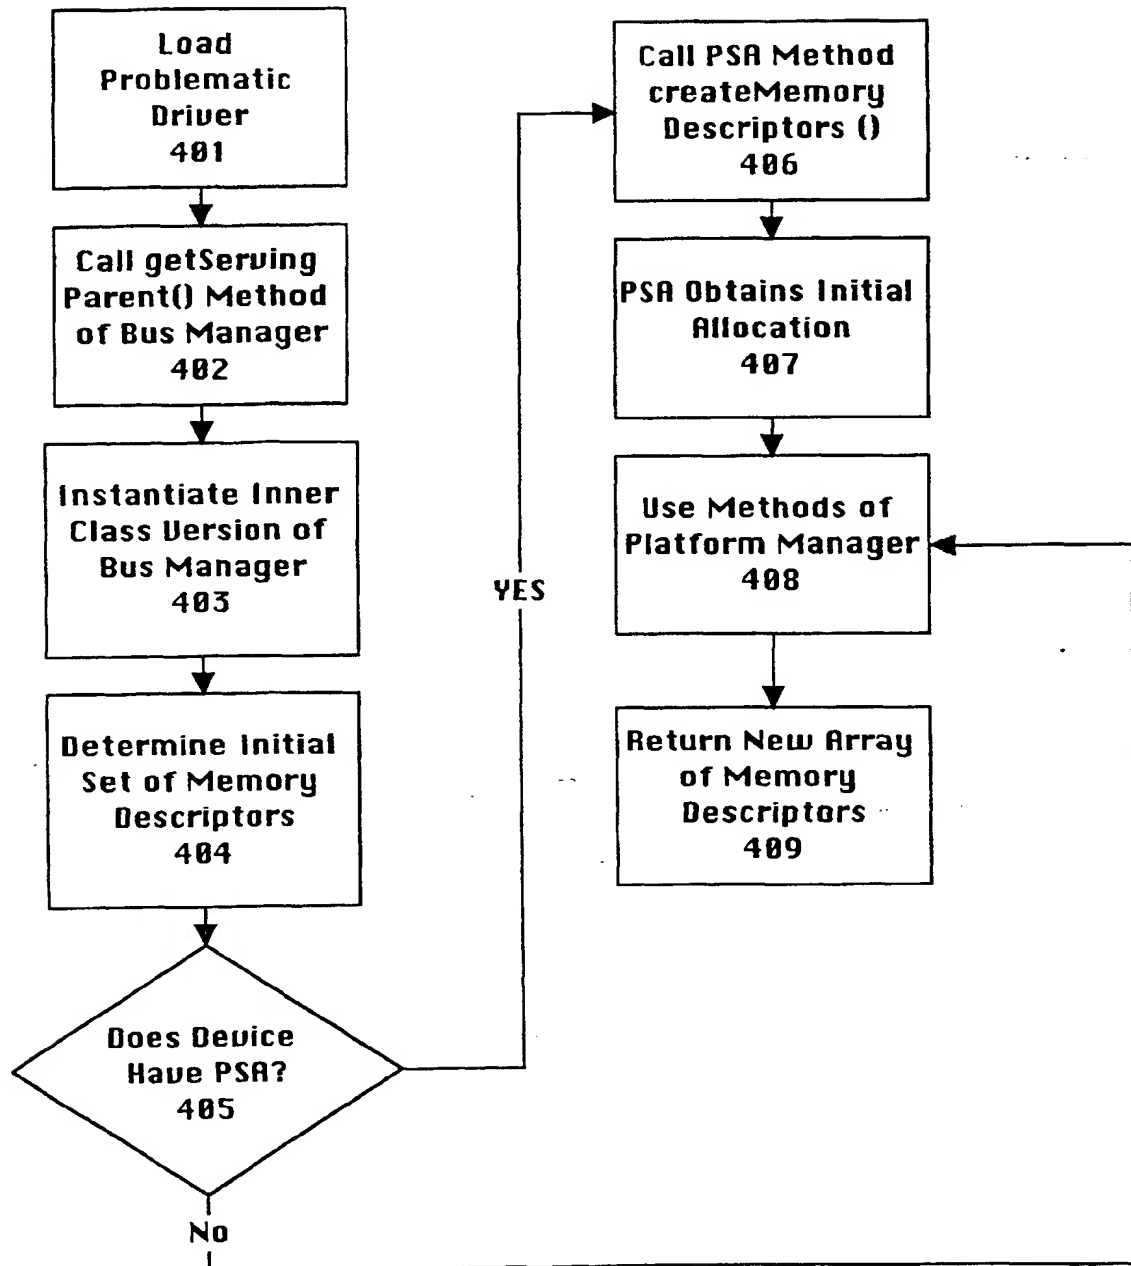 Load
Problematic
Driver
401
Call getServing
Parent() Method
of Bus Manager
402
Instantiate Inner
Class Version of
Bus Manager
403
Determine Initial
Set of Memory
Descriptors
404
Does Device
Have PSA?
405
No
YES
Call PSA Method
createMemory
Descriptors ()
406
PSA Obtains Initial
Allocation
407
Use Methods of
Platform Manager
408
Return New Array
of Memory
Descriptors
409